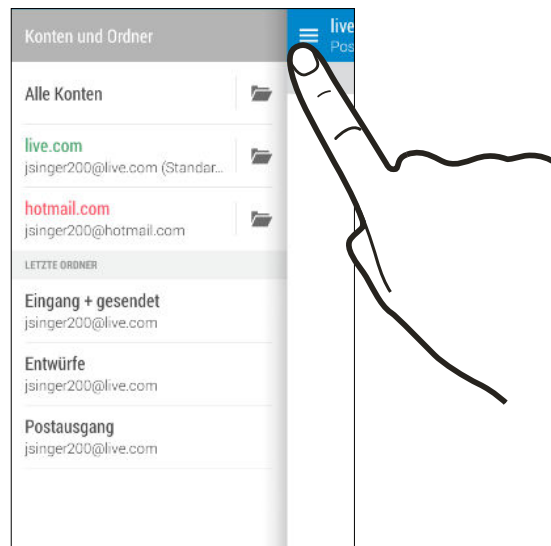 Konten und Ordner
live
Pos
Alle Konten
live.com
jsinger200@live.com (Standar...
hotmail.com
jsinger200@hotmail.com
LETZTE ORDNER
Eingang + gesendet
jsinger200@live.com
Entwürfe
jsinger200@live.com
Postausgang
jsinger200@live.com